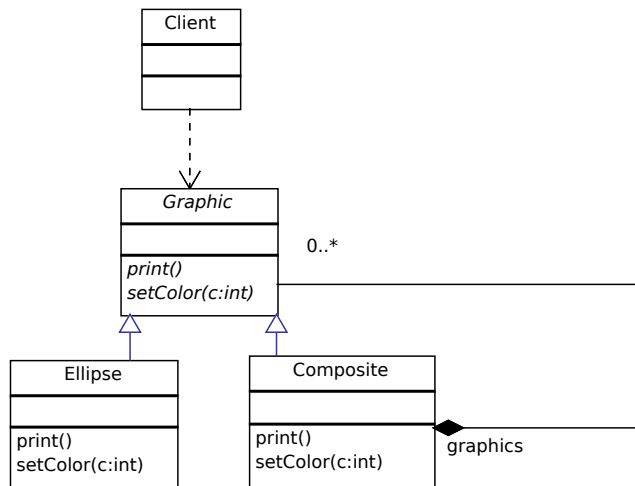 Client
Graphic
0..*
print()
setColor(c:int)
Ellipse
print()
setColor(c:int)
Composite
print()
setColor(c:int)
graphics